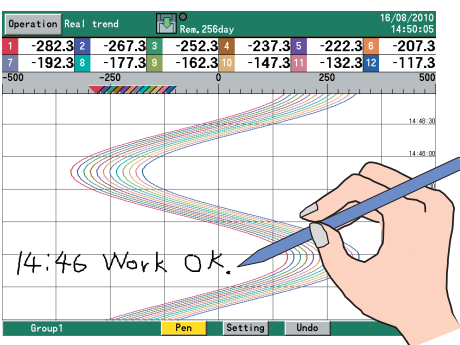 Operation Real trend Rem.256day 16/08/2010
14:50:05
1 -282.3 2 -267.3 3 -252.3 4 -237.3 5 -222.3 6 -207.3
7 -192.3 8 -177.3 9 -162.3 10 -147.3 11 -132.3 12 -117.3
-500 -250 0 250 500
14:48:30
14:48:00
14:46 Work OK.
Group1 Pen Setting Undo